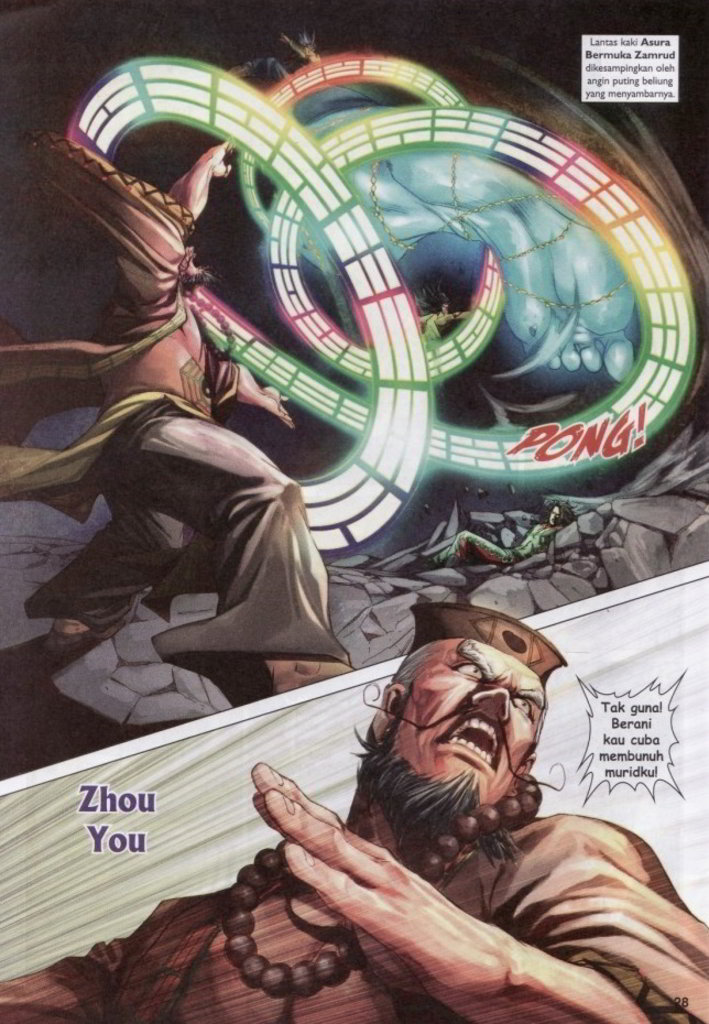 Lantas kaki Asura
Bermuka Zamrud
dikesampingkan oleh
angin puting beliung
yang menyambarnya.
PONG!
Tak guna!
Berani
kau cuba
membunuh
muridku!
Zhou
You
28